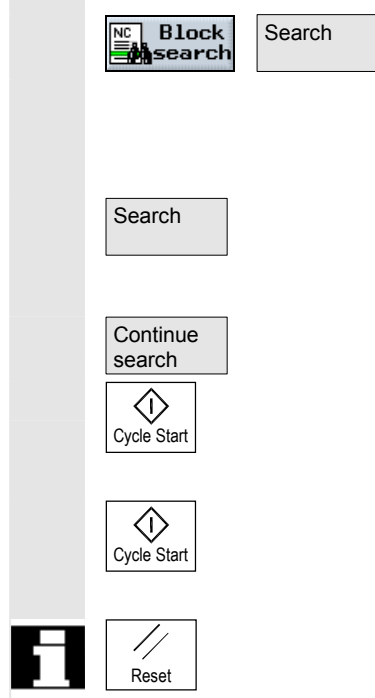 NC Block search
Search
Search
Continue
search
Cycle Start
Cycle Start
Reset